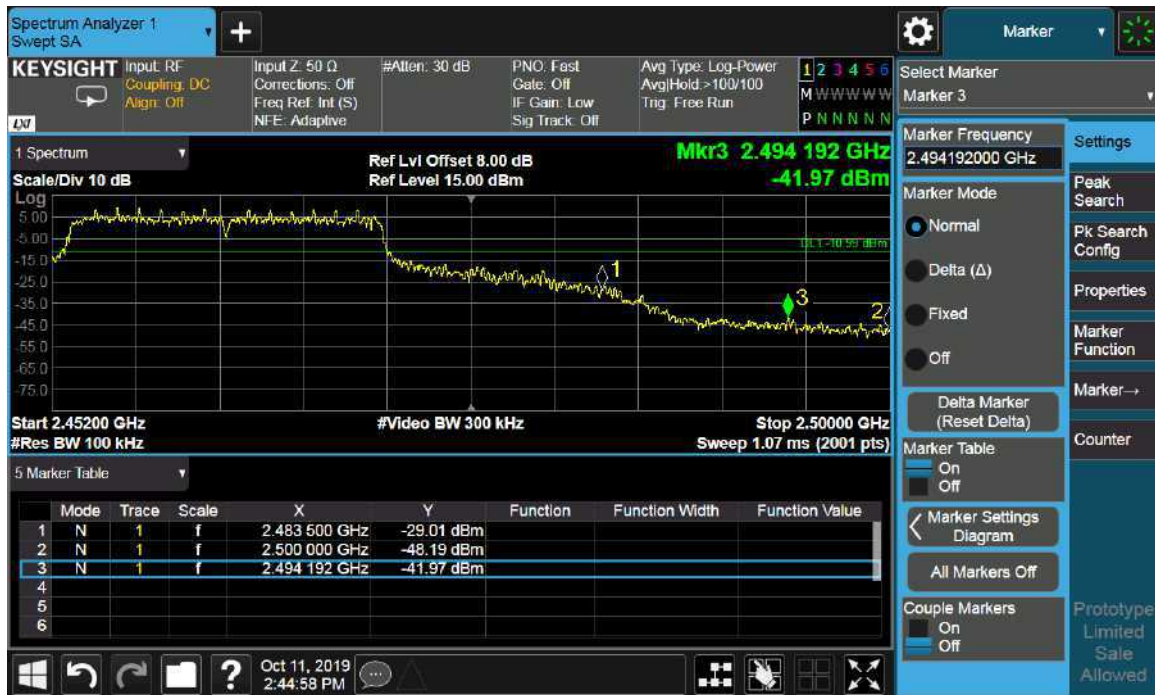 Spectrum Analyzer 1
Swept SA
+
Marker
KEYSIGHT
LXI
Input: RF
Coupling: DC
Align: Off
Input Z: 50 Ω
Corrections: Off
Freq Ref: Int (S)
NFE: Adaptive
#Atten: 30 dB
PNO: Fast
Gate: Off
IF Gain: Low
Sig Track: Off
Avg Type: Log-Power
Avg|Hold:>100/100
Trig: Free Run
1 2 3 4 5 6
M W W W W W
P N N N N N
Select Marker
Marker 3
1 Spectrum
Scale/Div 10 dB
Ref Lvl Offset 8.00 dB
Ref Level 15.00 dBm
Mkr3 2.494 192 GHz
-41.97 dBm
Log
5.00
-5.00
-15.0
-25.0
-35.0
-45.0
-55.0
-65.0
-75.0
DL1 -10.99 dBm
1
3
2
Start 2.45200 GHz
#Video BW 300 kHz
Stop 2.50000 GHz
#Res BW 100 kHz
Sweep 1.07 ms (2001 pts)
5 Marker Table
Mode Trace Scale X Y Function Function Width Function Value
1 N 1 f 2.483 500 GHz -29.01 dBm
2 N 1 f 2.500 000 GHz -48.19 dBm
3 N 1 f 2.494 192 GHz -41.97 dBm
4
5
6
Marker Frequency
2.494192000 GHz
Marker Mode
Normal
Delta (Δ)
Fixed
Off
Delta Marker
(Reset Delta)
Marker Table
On
Off
Marker Settings
Diagram
All Markers Off
Couple Markers
On
Off
Settings
Peak
Search
Pk Search
Config
Properties
Marker
Function
Marker→
Counter
Prototype
Limited
Sale
Allowed
?
Oct 11, 2019
2:44:58 PM